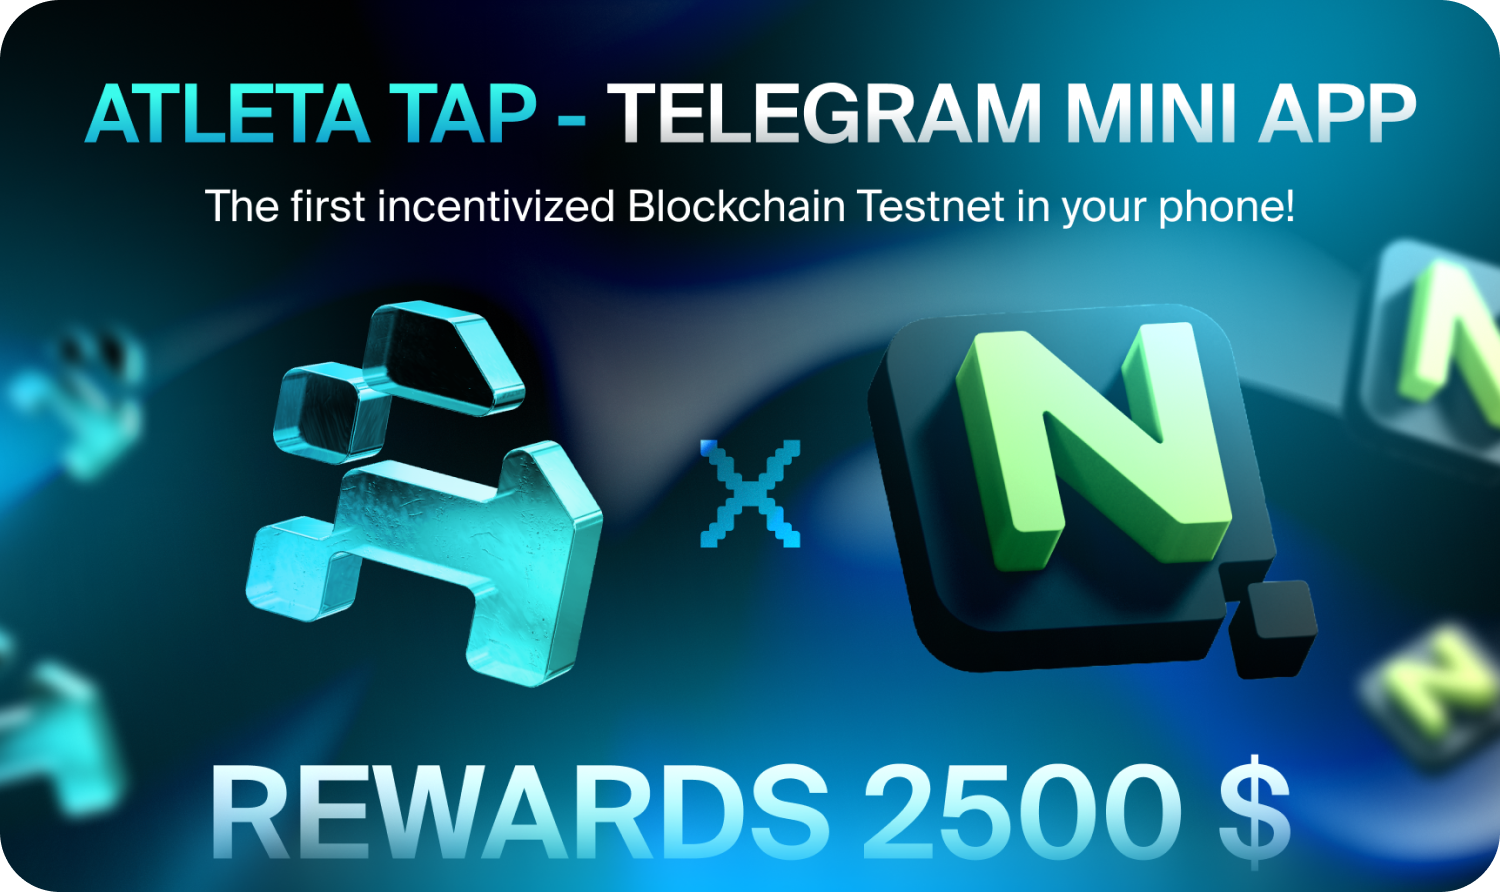 ATLETA TAP - TELEGRAM MINI APP
The first incentivized Blockchain Testnet in your phone!
X
N
N
N
REWARDS 2500 $